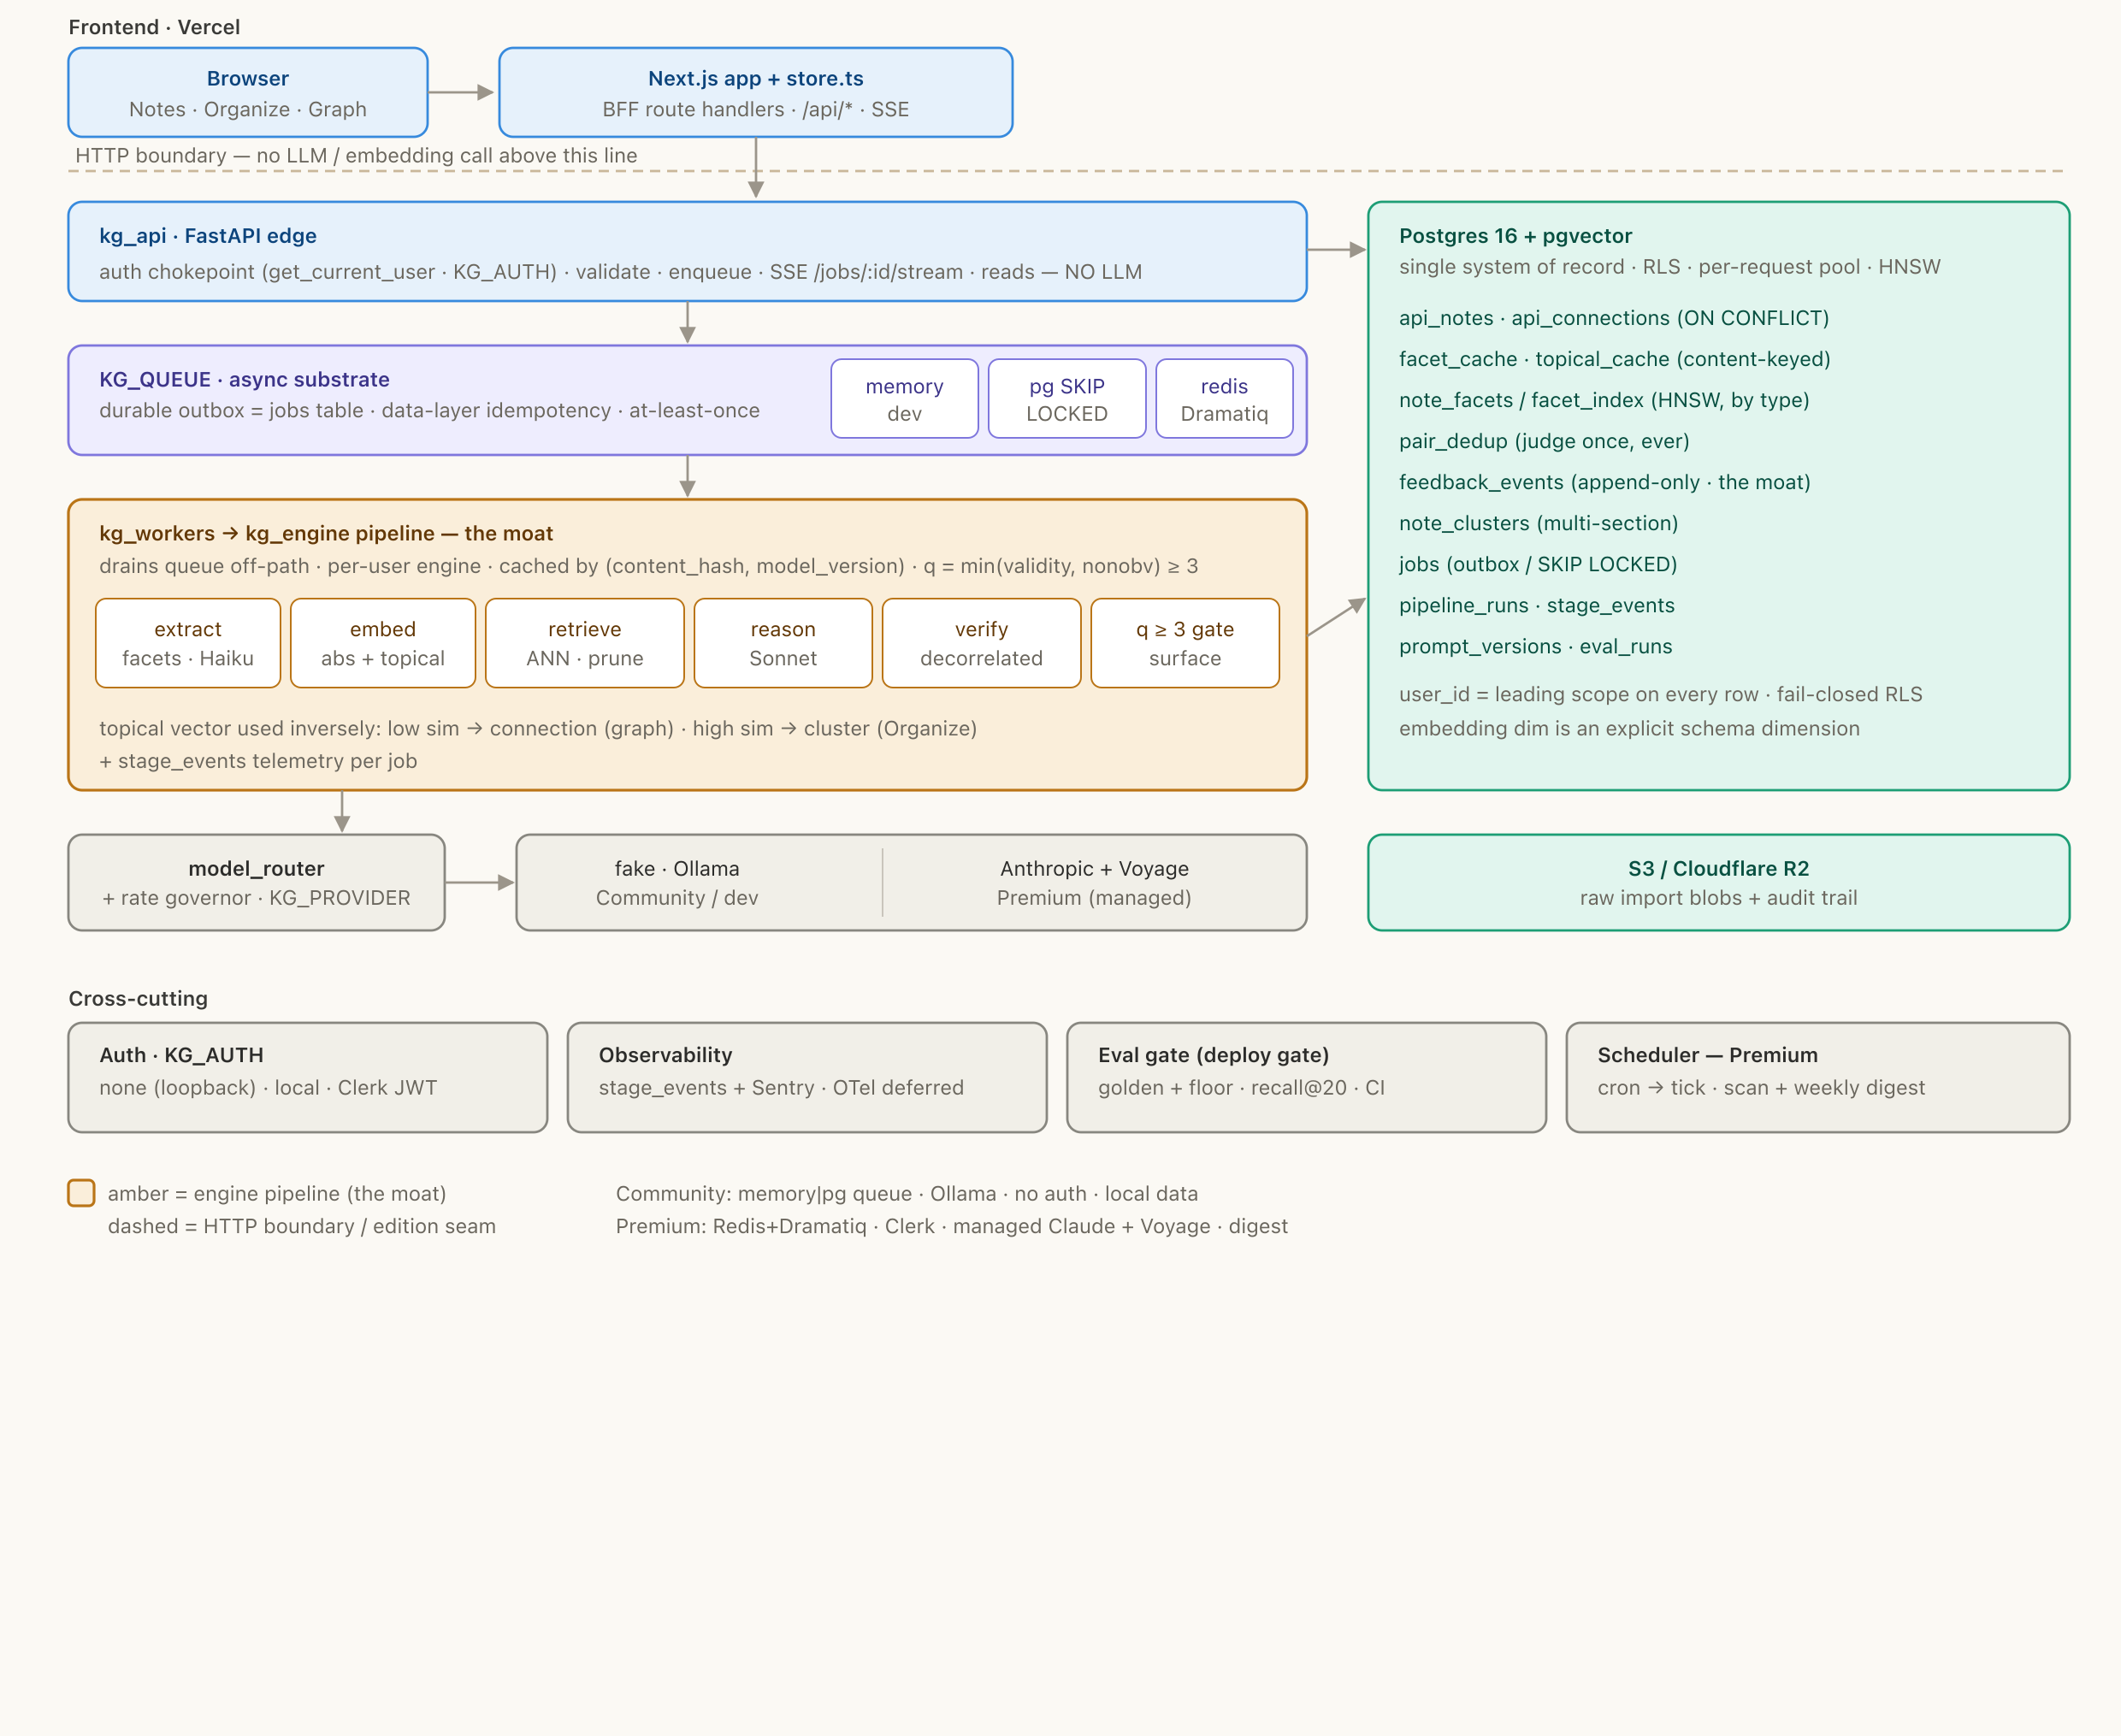 Frontend · Vercel
Browser
Notes · Organize · Graph
Next.js app + store.ts
BFF route handlers · /api/* · SSE
HTTP boundary — no LLM / embedding call above this line
kg_api · FastAPI edge
auth chokepoint (get_current_user · KG_AUTH) · validate · enqueue · SSE /jobs/:id/stream · reads — NO LLM
KG_QUEUE · async substrate
durable outbox = jobs table · data-layer idempotency · at-least-once
memory
dev
pg SKIP
LOCKED
redis
Dramatiq
kg_workers → kg_engine pipeline — the moat
drains queue off-path · per-user engine · cached by (content_hash, model_version) · q = min(validity, nonobv) ≥ 3
extract
facets · Haiku
embed
abs + topical
retrieve
ANN · prune
reason
Sonnet
verify
decorrelated
q ≥ 3 gate
surface
topical vector used inversely: low sim → connection (graph) · high sim → cluster (Organize)
+ stage_events telemetry per job
Postgres 16 + pgvector
single system of record · RLS · per-request pool · HNSW
api_notes · api_connections (ON CONFLICT)
facet_cache · topical_cache (content-keyed)
note_facets / facet_index (HNSW, by type)
pair_dedup (judge once, ever)
feedback_events (append-only · the moat)
note_clusters (multi-section)
jobs (outbox / SKIP LOCKED)
pipeline_runs · stage_events
prompt_versions · eval_runs
user_id = leading scope on every row · fail-closed RLS
embedding dim is an explicit schema dimension
model_router
+ rate governor · KG_PROVIDER
fake · Ollama
Community / dev
Anthropic + Voyage
Premium (managed)
S3 / Cloudflare R2
raw import blobs + audit trail
Cross-cutting
Auth · KG_AUTH
none (loopback) · local · Clerk JWT
Observability
stage_events + Sentry · OTel deferred
Eval gate (deploy gate)
golden + floor · recall@20 · CI
Scheduler — Premium
cron → tick · scan + weekly digest
amber = engine pipeline (the moat)
dashed = HTTP boundary / edition seam
Community: memory|pg queue · Ollama · no auth · local data
Premium: Redis+Dramatiq · Clerk · managed Claude + Voyage · digest